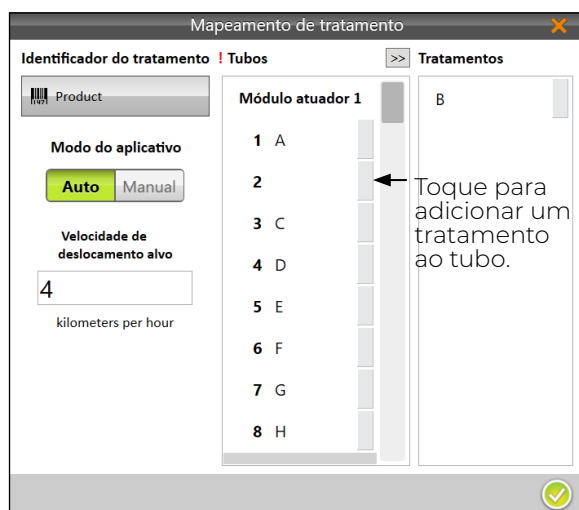 Mapeamento de tratamento
Identificador do tratamento ! Tubos >> Tratamentos
Product
Módulo atuador 1
B
Modo do aplicativo
Auto Manual
1 A
2
3 C
4 D
5 E
6 F
7 G
8 H
Toque para
adicionar um
tratamento
ao tubo.
Velocidade de
deslocamento alvo
4
kilometers per hour